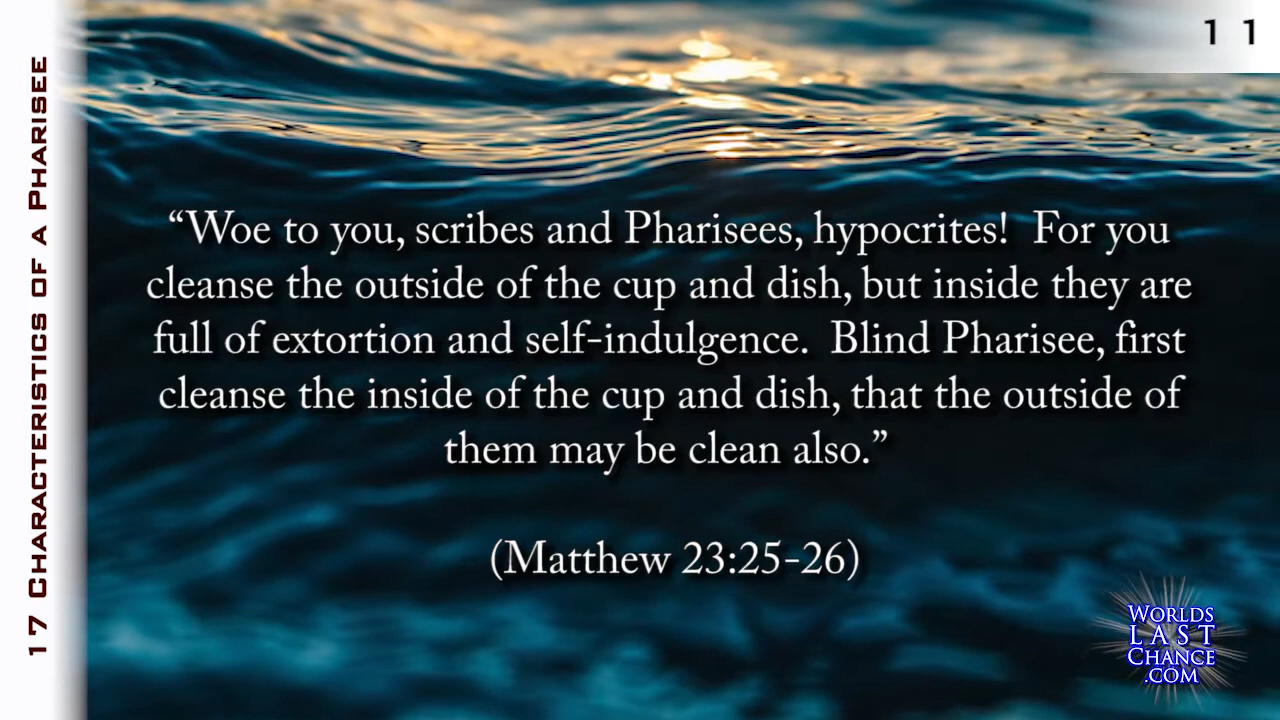 17 Characteristics of a Pharisee
1 1
“Woe to you, scribes and Pharisees, hypocrites!  For you
cleanse the outside of the cup and dish, but inside they are
full of extortion and self-indulgence.  Blind Pharisee, first
cleanse the inside of the cup and dish, that the outside of
them may be clean also.”
(Matthew 23:25-26)
Worlds
Last
Chance
.com